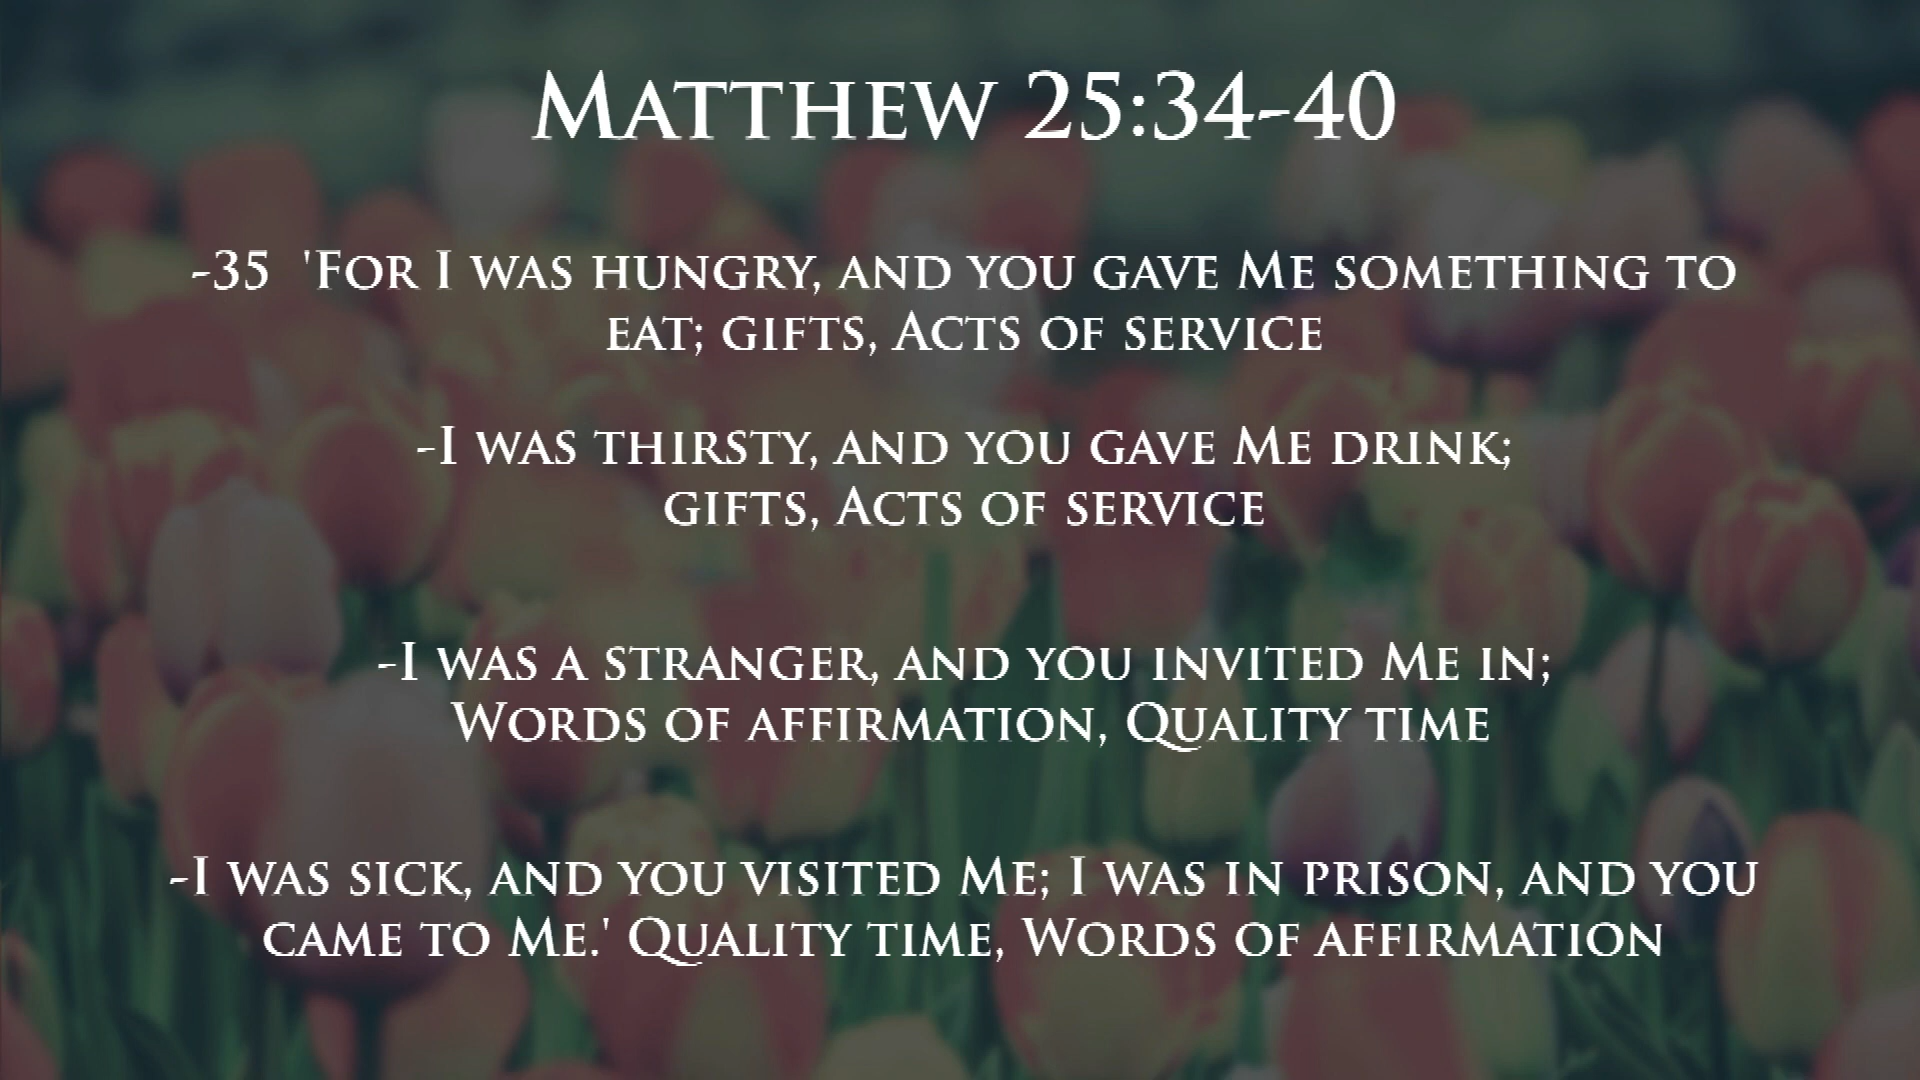 Matthew 25:34-40
-35 'For I was hungry, and you gave Me something to
eat; gifts, Acts of service
-I was thirsty, and you gave Me drink;
gifts, Acts of service
-I was a stranger, and you invited Me in;
Words of affirmation, Quality time
-I was sick, and you visited Me; I was in prison, and you
came to Me.' Quality time, Words of affirmation